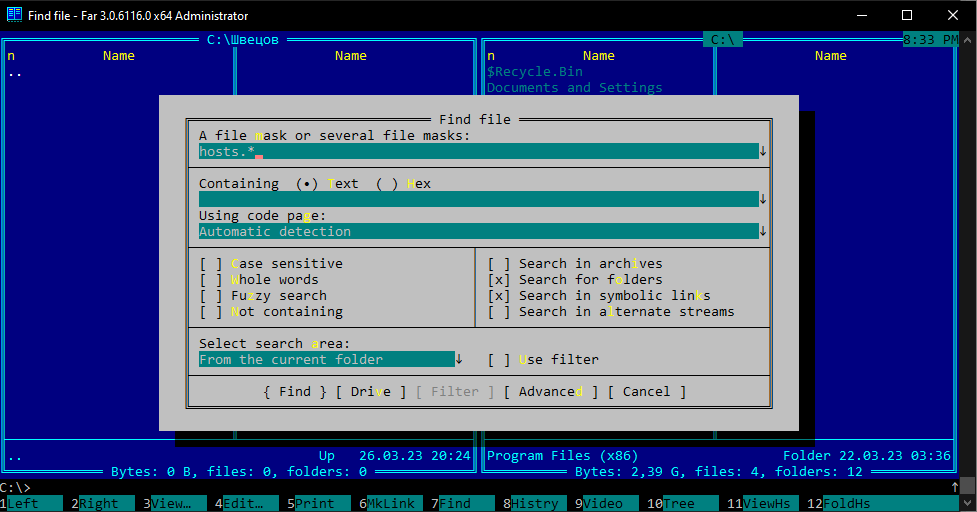 Find file - Far 3.0.6116.0 x64 Administrator
C:\Швецов C:\ 8:33 PM
n Name Name n Name Name
.. $Recycle.Bin
Documents and Settings
Find file
A file mask or several file masks:
hosts.*
Containing (•) Text ( ) Hex
Using code page:
Automatic detection
[ ] Case sensitive [ ] Search in archives
[ ] Whole words [x] Search for folders
[ ] Fuzzy search [x] Search in symbolic links
[ ] Not containing [ ] Search in alternate streams
Select search area:
From the current folder [ ] Use filter
{ Find } [ Drive ] [ Filter ] [ Advanced ] [ Cancel ]
.. Up 26.03.23 20:24 Program Files (x86) Folder 22.03.23 03:36
Bytes: 0 B, files: 0, folders: 0 Bytes: 2,39 G, files: 4, folders: 12
C:\>
1Left 2Right 3View… 4Edit… 5Print 6MkLink 7Find 8Histry 9Video 10Tree 11ViewHs 12FoldHs